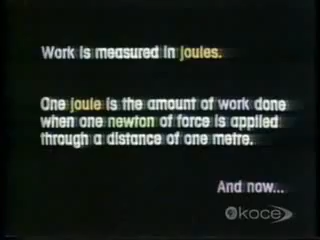 Work is measured in joules.
One joule is the amount of work done
when one newton of force is applied
through a distance of one metre.
And now...
koce